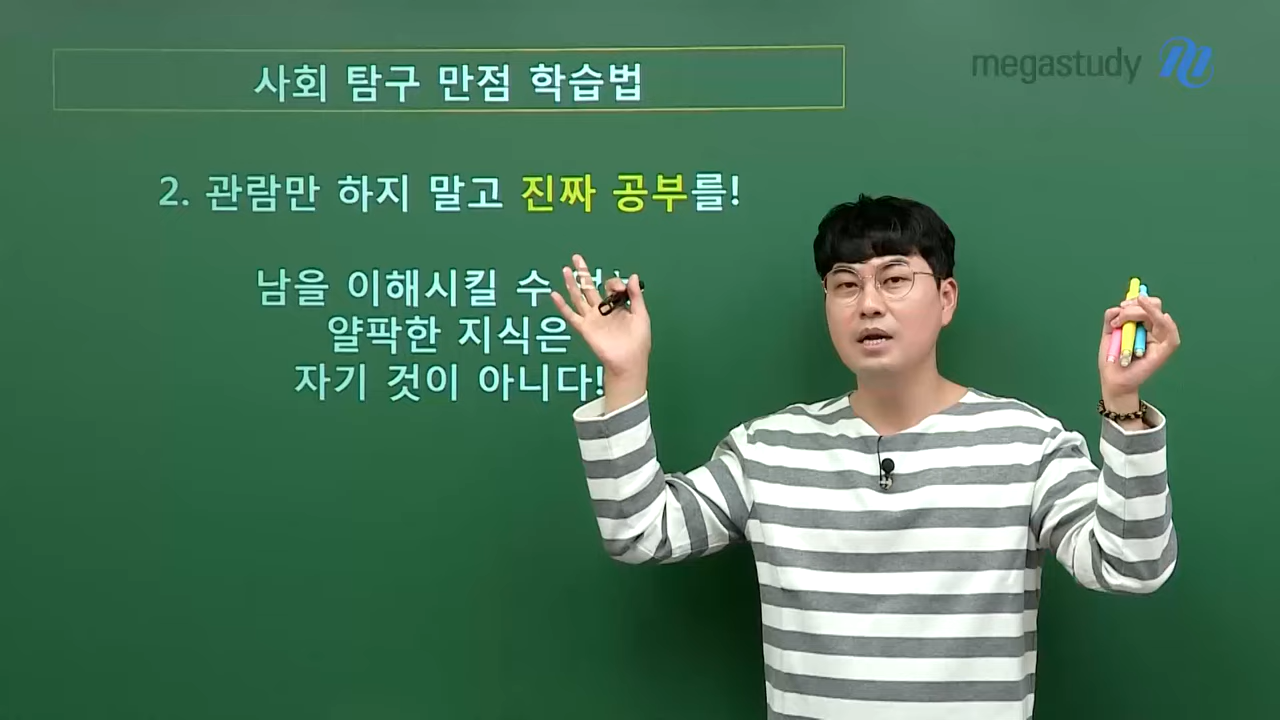 사회 탐구 만점 학습법
megastudy
2. 관람만 하지 말고 진짜 공부를!
남을 이해시킬 수
얄팍한 지식은
자기 것이 아니다!